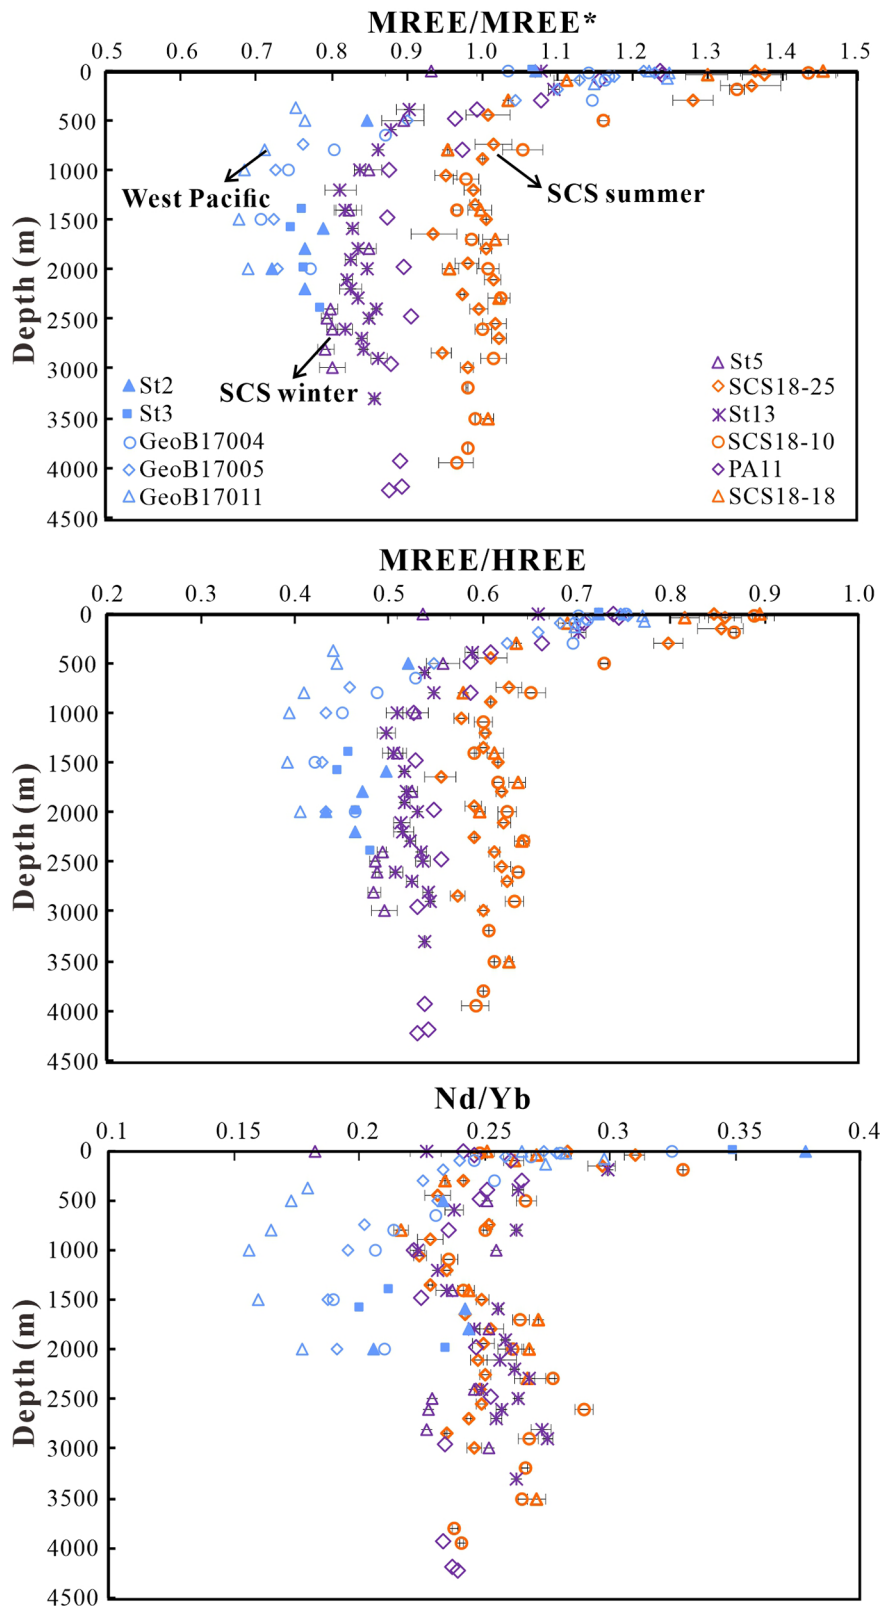 MREE/MREE*
0.5 0.6 0.7 0.8 0.9 1.0 1.1 1.2 1.3 1.4 1.5
0
500
1000
1500
2000
2500
3000
3500
4000
4500
Depth (m)
West Pacific
SCS summer
SCS winter
St2
St3
GeoB17004
GeoB17005
GeoB17011
St5
SCS18-25
St13
SCS18-10
PA11
SCS18-18
MREE/HREE
0.2 0.3 0.4 0.5 0.6 0.7 0.8 0.9 1.0
0
500
1000
1500
2000
2500
3000
3500
4000
4500
Depth (m)
Nd/Yb
0.1 0.15 0.2 0.25 0.3 0.35 0.4
0
500
1000
1500
2000
2500
3000
3500
4000
4500
Depth (m)